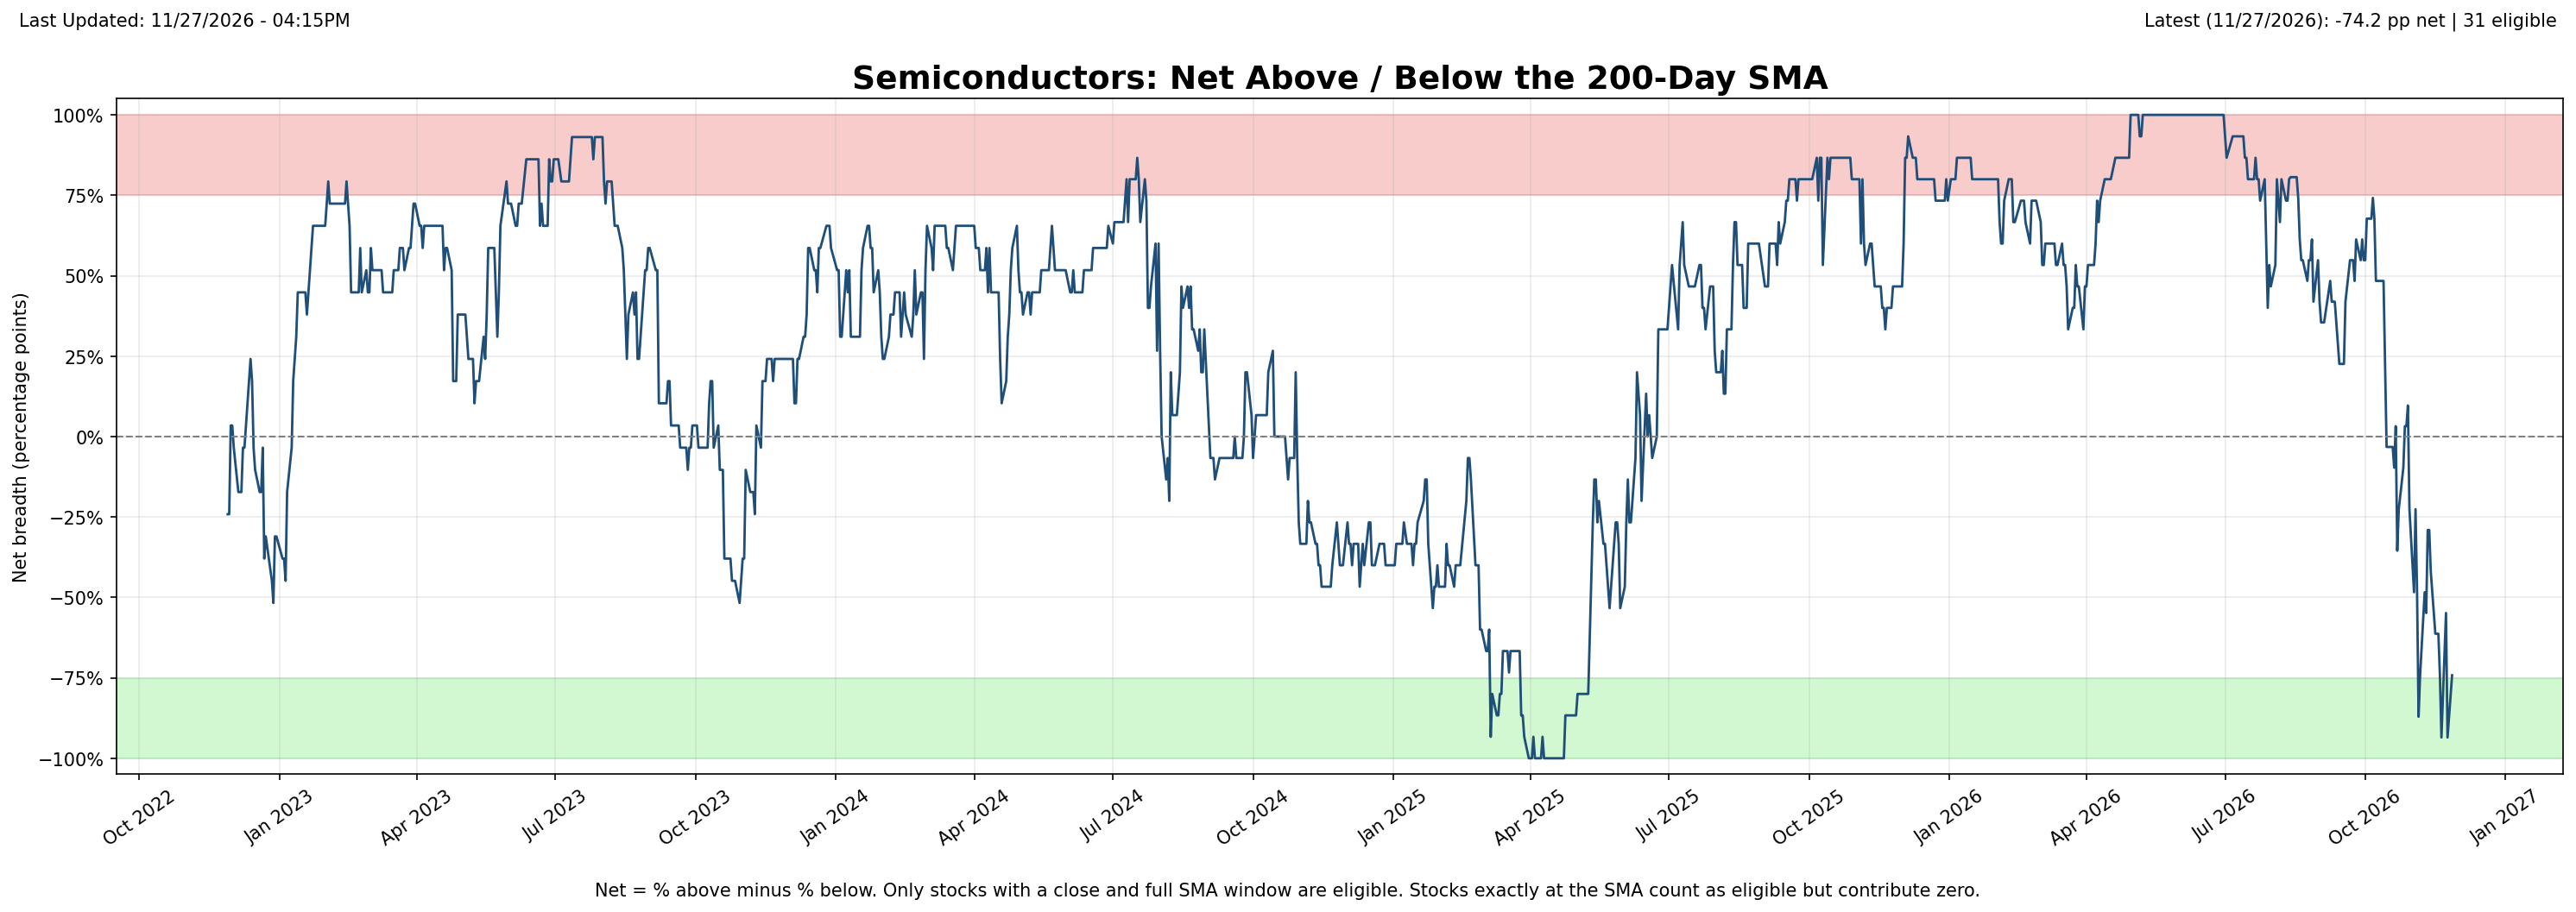 Last Updated: 11/27/2026 - 04:15PM
Latest (11/27/2026): -74.2 pp net | 31 eligible
Semiconductors: Net Above / Below the 200-Day SMA
Net breadth (percentage points)
100%
75%
50%
25%
0%
−25%
−50%
−75%
−100%
Oct 2022
Jan 2023
Apr 2023
Jul 2023
Oct 2023
Jan 2024
Apr 2024
Jul 2024
Oct 2024
Jan 2025
Apr 2025
Jul 2025
Oct 2025
Jan 2026
Apr 2026
Jul 2026
Oct 2026
Jan 2027
Net = % above minus % below. Only stocks with a close and full SMA window are eligible. Stocks exactly at the SMA count as eligible but contribute zero.